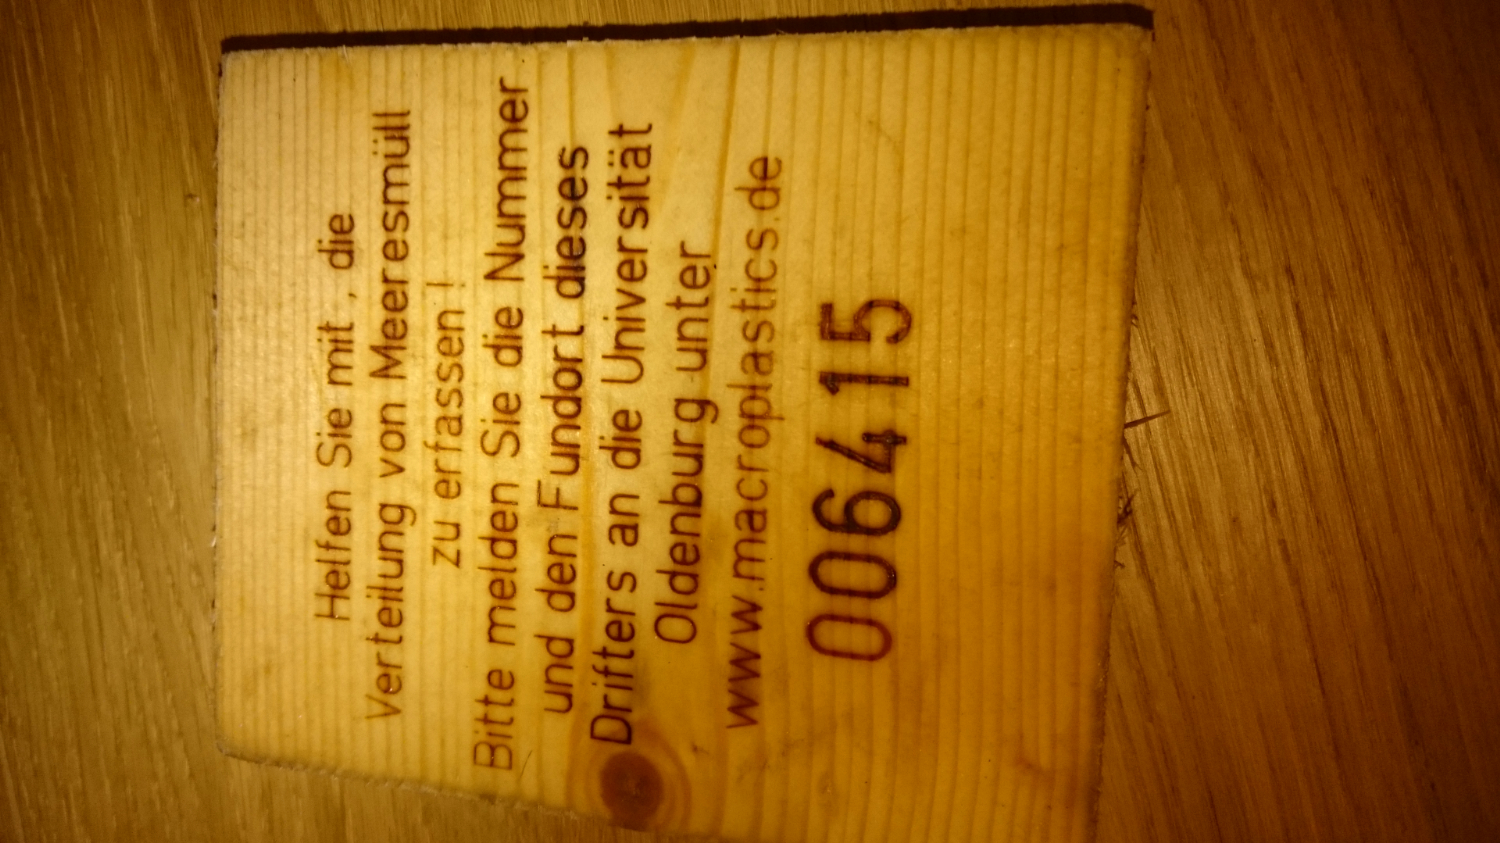 Helfen Sie mit, die
Verteilung von Meeresmüll
zu erfassen!
Bitte melden Sie die Nummer
und den Fundort dieses
Drifters an die Universität
Oldenburg unter
www.macroplastics.de
006415